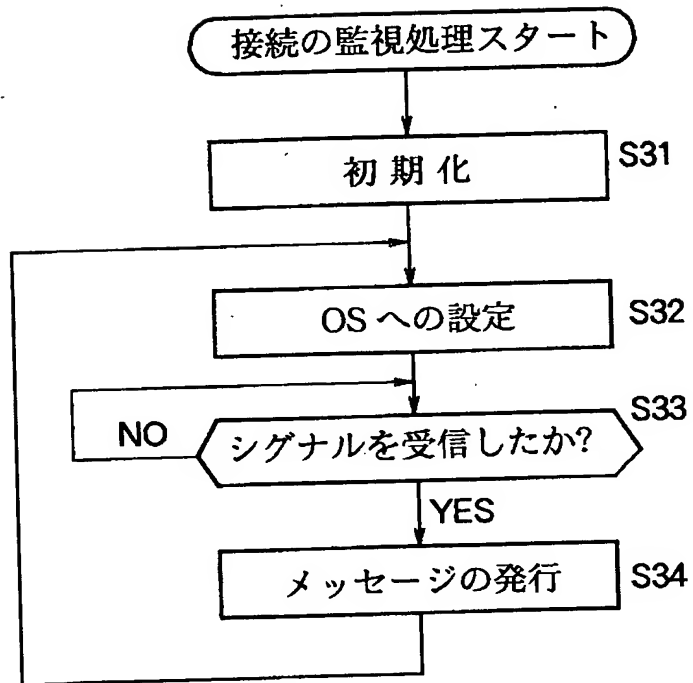 接続の監視処理スタート
初期化 S31
OSへの設定 S32
S33
NO シグナルを受信したか?
YES
メッセージの発行 S34